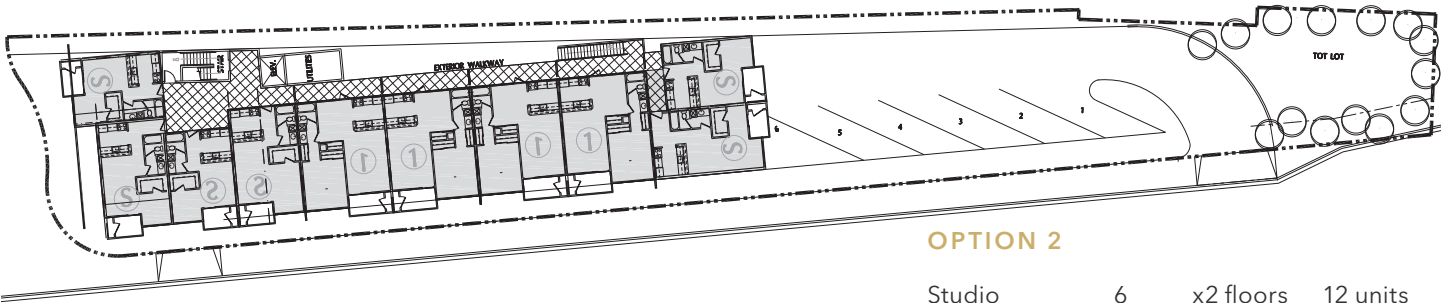 STAIR
ELEV.
UTILITIES
EXTERIOR WALKWAY
TOT LOT
S
S
S
S
1
1
1
1
S
S
6
5
4
3
2
1
OPTION 2
Studio 6 x2 floors 12 units